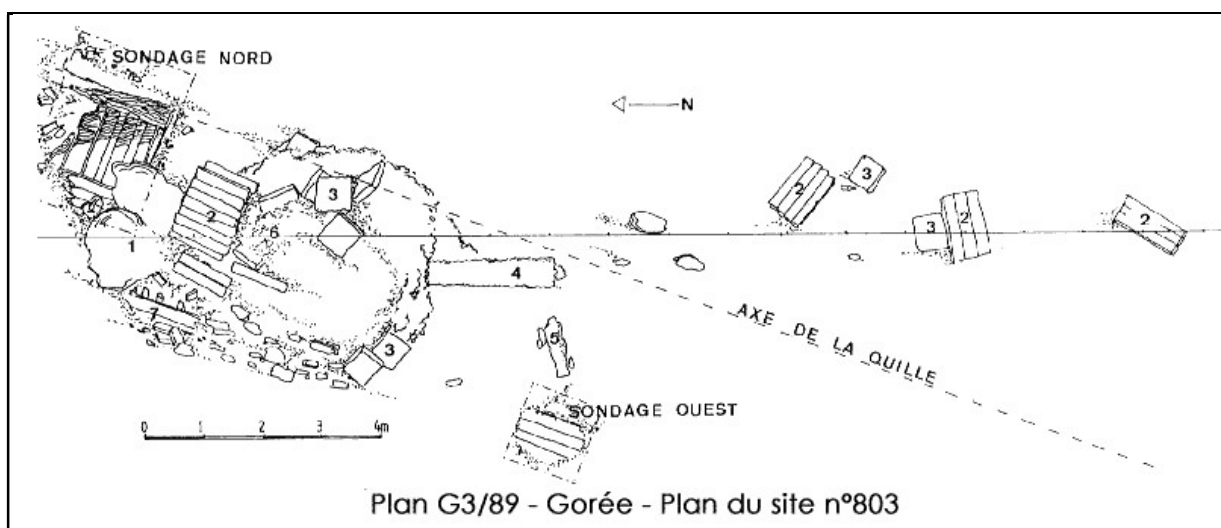 SONDAGE NORD
N
3
2
3
2
3
2
2
3
6
1
4
7
5
3
AXE DE LA QUILLE
SONDAGE OUEST
0 1 2 3 4m
Plan G3/89 - Gorée - Plan du site n°803